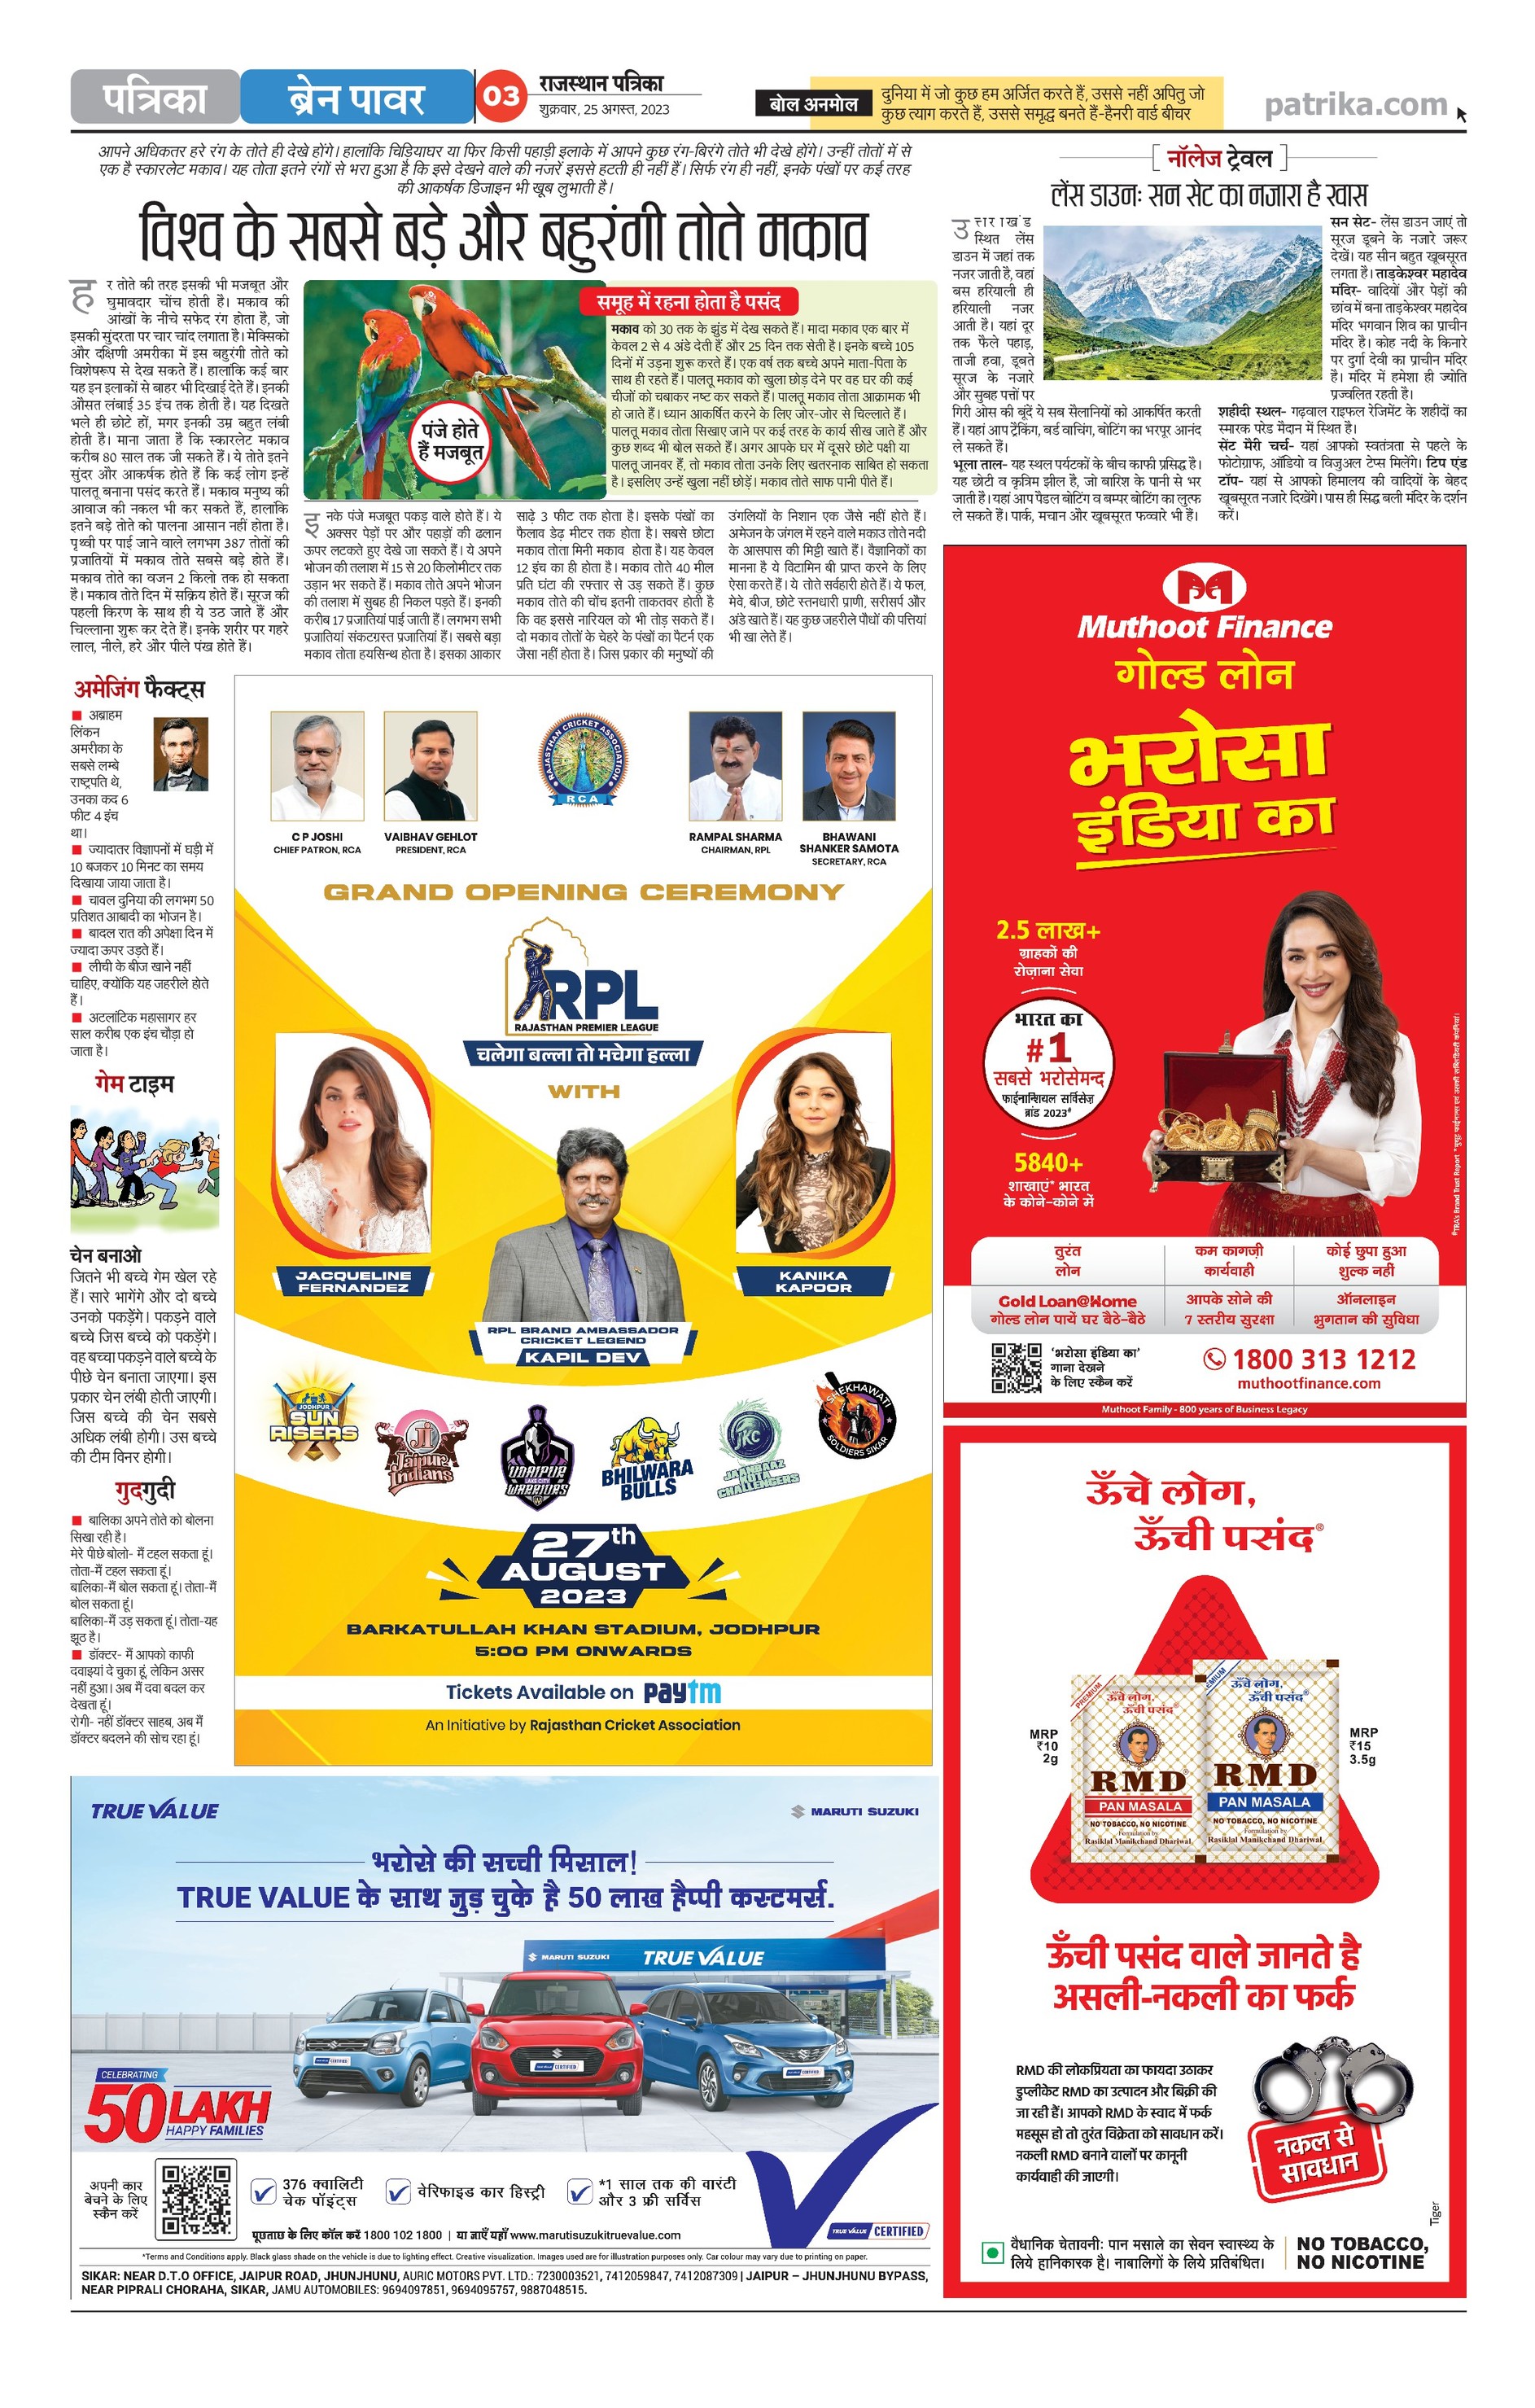 पत्रिका
ब्रेन पावर
03
राजस्थान पत्रिका
शुक्रवार, 25 अगस्त, 2023
बोल अनमोल
दुनिया में जो कुछ हम अर्जित करते हैं, उससे नहीं अपितु जो
कुछ त्याग करते हैं, उससे समृद्ध बनते हैं-हैनरी वार्ड बीचर
patrika.com
आपने अधिकतर हरे रंग के तोते ही देखे होंगे। हालांकि चिड़ियाघर या फिर किसी पहाड़ी इलाके में आपने कुछ रंग-बिरंगे तोते भी देखे होंगे। उन्हीं तोतों में से
एक है स्कारलेट मकाव। यह तोता इतने रंगों से भरा हुआ है कि इसे देखने वाले की नजरें इससे हटती ही नहीं हैं। सिर्फ रंग ही नहीं, इनके पंखों पर कई तरह
की आकर्षक डिजाइन भी खूब लुभाती है।
विश्व के सबसे बड़े और बहुरंगी तोते मकाव
हर तोते की तरह इसकी भी मजबूत और
घुमावदार चोंच होती है। मकाव की
आंखों के नीचे सफेद रंग होता है, जो
इसकी सुंदरता पर चार चांद लगाता है। मेक्सिको
और दक्षिणी अमरीका में इस बहुरंगी तोते को
विशेषरूप से देख सकते हैं। हालांकि कई बार
यह इन इलाकों से बाहर भी दिखाई देते हैं। इनकी
औसत लंबाई 35 इंच तक होती है। यह दिखते
भले ही छोटे हों, मगर इनकी उम्र बहुत लंबी
होती है। माना जाता है कि स्कारलेट मकाव
करीब 80 साल तक जी सकते हैं। ये तोते इतने
सुंदर और आकर्षक होते हैं कि कई लोग इन्हें
पालतू बनाना पसंद करते हैं। मकाव मनुष्य की
आवाज की नकल भी कर सकते हैं, हालांकि
इतने बड़े तोते को पालना आसान नहीं होता है।
पृथ्वी पर पाई जाने वाले लगभग 387 तोतों की
प्रजातियों में मकाव तोते सबसे बड़े होते हैं।
मकाव तोते का वजन 2 किलो तक हो सकता
है। मकाव तोते दिन में सक्रिय होते हैं। सूरज की
पहली किरण के साथ ही ये उठ जाते हैं और
चिल्लाना शुरू कर देते हैं। इनके शरीर पर गहरे
लाल, नीले, हरे और पीले पंख होते हैं।
पंजे होते
हैं मजबूत
समूह में रहना होता है पसंद
मकाव को 30 तक के झुंड में देख सकते हैं। मादा मकाव एक बार में
केवल 2 से 4 अंडे देती हैं और 25 दिन तक सेती है। इनके बच्चे 105
दिनों में उड़ना शुरू करते हैं। एक वर्ष तक बच्चे अपने माता-पिता के
साथ ही रहते हैं। पालतू मकाव को खुला छोड़ देने पर वह घर की कई
चीजों को चबाकर नष्ट कर सकते हैं। पालतू मकाव तोता आक्रामक भी
हो जाते हैं। ध्यान आकर्षित करने के लिए जोर-जोर से चिल्लाते हैं।
पालतू मकाव तोता सिखाए जाने पर कई तरह के कार्य सीख जाते हैं और
कुछ शब्द भी बोल सकते हैं। अगर आपके घर में दूसरे छोटे पक्षी या
पालतू जानवर हैं, तो मकाव तोता उनके लिए खतरनाक साबित हो सकता
है। इसलिए उन्हें खुला नहीं छोड़ें। मकाव तोते साफ पानी पीते हैं।
इनके पंजे मजबूत पकड़ वाले होते हैं। ये
अक्सर पेड़ों पर और पहाड़ों की ढलान
ऊपर लटकते हुए देखे जा सकते हैं। ये अपने
भोजन की तलाश में 15 से 20 किलोमीटर तक
उड़ान भर सकते हैं। मकाव तोते अपने भोजन
की तलाश में सुबह ही निकल पड़ते हैं। इनकी
करीब 17 प्रजातियां पाई जाती हैं। लगभग सभी
प्रजातियां संकटग्रस्त प्रजातियां हैं। सबसे बड़ा
मकाव तोता हयसिन्थ होता है। इसका आकार
साढ़े 3 फीट तक होता है। इसके पंखों का
फैलाव डेढ़ मीटर तक होता है। सबसे छोटा
मकाव तोता मिनी मकाव होता है। यह केवल
12 इंच का ही होता है। मकाव तोते 40 मील
प्रति घंटा की रफ्तार से उड़ सकते हैं। कुछ
मकाव तोते की चोंच इतनी ताकतवर होती है
कि वह इससे नारियल को भी तोड़ सकते हैं।
दो मकाव तोतों के चेहरे के पंखों का पैटर्न एक
जैसा नहीं होता है। जिस प्रकार की मनुष्यों की
उंगलियों के निशान एक जैसे नहीं होते हैं।
अमेजन के जंगल में रहने वाले मकाउ तोते नदी
के आसपास की मिट्टी खाते हैं। वैज्ञानिकों का
मानना है ये विटामिन बी प्राप्त करने के लिए
ऐसा करते हैं। ये तोते सर्वहारी होते हैं। ये फल,
मेवे, बीज, छोटे स्तनधारी प्राणी, सरीसर्प और
अंडे खाते हैं। यह कुछ जहरीले पौधों की पत्तियां
भी खा लेते हैं।
नॉलेज ट्रेवल
लेंस डाउनः सन सेट का नजारा है खास
उत्तराखंड
स्थित लेंस
डाउन में जहां तक
नजर जाती है, वहां
बस हरियाली ही
हरियाली नजर
आती है। यहां दूर
तक फैले पहाड़,
ताजी हवा, डूबते
सूरज के नजारे
और सुबह पत्तों पर
गिरी ओस की बूंदें ये सब सैलानियों को आकर्षित करती
हैं। यहां आप ट्रैकिंग, बर्ड वाचिंग, बोटिंग का भरपूर आनंद
ले सकते हैं।
भूला ताल- यह स्थल पर्यटकों के बीच काफी प्रसिद्ध है।
यह छोटी व कृत्रिम झील है, जो बारिश के पानी से भर
जाती है। यहां आप पैडल बोटिंग व बम्पर बोटिंग का लुत्फ
ले सकते हैं। पार्क, मचान और खूबसूरत फव्वारे भी हैं।
सन सेट- लेंस डाउन जाएं तो
सूरज डूबने के नजारे जरूर
देखें। यह सीन बहुत खूबसूरत
लगता है। ताड़केश्वर महादेव
मंदिर- वादियों और पेड़ों की
छांव में बना ताड़केश्वर महादेव
मंदिर भगवान शिव का प्राचीन
मंदिर है। कोह नदी के किनारे
पर दुर्गा देवी का प्राचीन मंदिर
है। मंदिर में हमेशा ही ज्योति
प्रज्वलित रहती है।
शहीदी स्थल- गढ़वाल राइफल रेजिमेंट के शहीदों का
स्मारक परेड मैदान में स्थित है।
सेंट मैरी चर्च- यहां आपको स्वतंत्रता से पहले के
फोटोग्राफ, ऑडियो व विजुअल टेप्स मिलेंगे। टिप एंड
टॉप- यहां से आपको हिमालय की वादियों के बेहद
खूबसूरत नजारे दिखेंगे। पास ही सिद्ध बली मंदिर के दर्शन
करें।
अमेजिंग फैक्ट्स
अब्राहम
लिंकन
अमरीका के
सबसे लम्बे
राष्ट्रपति थे,
उनका कद 6
फीट 4 इंच
था।
ज्यादातर विज्ञापनों में घड़ी में
10 बजकर 10 मिनट का समय
दिखाया जाया जाता है।
चावल दुनिया की लगभग 50
प्रतिशत आबादी का भोजन है।
बादल रात की अपेक्षा दिन में
ज्यादा ऊपर उड़ते हैं।
लीची के बीज खाने नहीं
चाहिए, क्योंकि यह जहरीले होते
हैं।
अटलांटिक महासागर हर
साल करीब एक इंच चौड़ा हो
जाता है।
गेम टाइम
चेन बनाओ
जितने भी बच्चे गेम खेल रहे
हैं। सारे भागेंगे और दो बच्चे
उनको पकड़ेंगे। पकड़ने वाले
बच्चे जिस बच्चे को पकड़ेंगे।
वह बच्चा पकड़ने वाले बच्चे के
पीछे चेन बनाता जाएगा। इस
प्रकार चेन लंबी होती जाएगी।
जिस बच्चे की चेन सबसे
अधिक लंबी होगी। उस बच्चे
की टीम विनर होगी।
गुदगुदी
बालिका अपने तोते को बोलना
सिखा रही है।
मेरे पीछे बोलो- मैं टहल सकता हूं।
तोता-मैं टहल सकता हूं।
बालिका-मैं बोल सकता हूं। तोता-मैं
बोल सकता हूं।
बालिका-मैं उड़ सकता हूं। तोता-यह
झूठ है।
डॉक्टर- मैं आपको काफी
दवाइयां दे चुका हूं, लेकिन असर
नहीं हुआ। अब मैं दवा बदल कर
देखता हूं।
रोगी- नहीं डॉक्टर साहब, अब मैं
डॉक्टर बदलने की सोच रहा हूं।
RAJASTHAN CRICKET ASSOCIATION
RCA
C P JOSHI
CHIEF PATRON, RCA
VAIBHAV GEHLOT
PRESIDENT, RCA
RAMPAL SHARMA
CHAIRMAN, RPL
BHAWANI
SHANKER SAMOTA
SECRETARY, RCA
GRAND OPENING CEREMONY
RPL
RAJASTHAN PREMIER LEAGUE
चलेगा बल्ला तो मचेगा हल्ला
WITH
JACQUELINE
FERNANDEZ
KANIKA
KAPOOR
RPL BRAND AMBASSADOR
CRICKET LEGEND
KAPIL DEV
JODHPUR
SUN
RISERS
JI
Jaipur
Indians
UDAIPUR
LAKE CITY
WARRIORS
BHILWARA
BULLS
JKC
JAANBAAZ
KOTA
CHALLENGERS
SHEKHAWATI
SOLDIERS SIKAR
27th
AUGUST
2023
BARKATULLAH KHAN STADIUM, JODHPUR
5:00 PM ONWARDS
Tickets Available on paytm
An Initiative by Rajasthan Cricket Association
Muthoot Finance
गोल्ड लोन
भरोसा
इंडिया का
2.5 लाख+
ग्राहकों की
रोज़ाना सेवा
भारत का
#1
सबसे भरोसेमन्द
फाईनान्शियल सर्विसेज़
ब्रांड 2023#
5840+
शाखाएं* भारत
के कोने-कोने में
#TRA's Brand Trust Report *मुथूट फाईनान्स एवं उसकी सब्सिडियरी कंपनियां।
तुरंत
लोन
कम कागज़ी
कार्यवाही
कोई छुपा हुआ
शुल्क नहीं
Gold Loan@Home
गोल्ड लोन पायें घर बैठे-बैठे
आपके सोने की
7 स्तरीय सुरक्षा
ऑनलाइन
भुगतान की सुविधा
'भरोसा इंडिया का'
गाना देखने
के लिए स्कैन करें
1800 313 1212
muthootfinance.com
Muthoot Family - 800 years of Business Legacy
ऊँचे लोग,
ऊँची पसंद®
PREMIUM
ऊँचे लोग,
ऊँची पसंद®
RMD
PAN MASALA
NO TOBACCO, NO NICOTINE
Formulation by
Rasiklal Manikchand Dhariwal
PREMIUM
ऊँचे लोग,
ऊँची पसंद®
RMD
PAN MASALA
NO TOBACCO, NO NICOTINE
Formulation by
Rasiklal Manikchand Dhariwal
MRP
₹10
2g
MRP
₹15
3.5g
ऊँची पसंद वाले जानते है
असली-नकली का फर्क
RMD की लोकप्रियता का फायदा उठाकर
डुप्लीकेट RMD का उत्पादन और बिक्री की
जा रही हैं। आपको RMD के स्वाद में फर्क
महसूस हो तो तुरंत विक्रेता को सावधान करें।
नकली RMD बनाने वालों पर कानूनी
कार्यवाही की जाएगी।
नकल से
सावधान
Tiger
वैधानिक चेतावनी: पान मसाले का सेवन स्वास्थ्य के
लिये हानिकारक है। नाबालिगों के लिये प्रतिबंधित।
NO TOBACCO,
NO NICOTINE
TRUE VALUE
MARUTI SUZUKI
भरोसे की सच्ची मिसाल!
TRUE VALUE के साथ जुड़ चुके है 50 लाख हैप्पी कस्टमर्स.
MARUTI SUZUKI TRUE VALUE
CELEBRATING
50 LAKH
HAPPY FAMILIES
अपनी कार
बेचने के लिए
स्कैन करें
376 क्वालिटी
चेक पॉइंट्स
वेरिफाइड कार हिस्ट्री
*1 साल तक की वारंटी
और 3 फ्री सर्विस
TRUE VALUE CERTIFIED
पूछताछ के लिए कॉल करें 1800 102 1800 | या जाएँ यहाँ www.marutisuzukitruevalue.com
*Terms and Conditions apply. Black glass shade on the vehicle is due to lighting effect. Creative visualization. Images used are for illustration purposes only. Car colour may vary due to printing on paper.
SIKAR: NEAR D.T.O OFFICE, JAIPUR ROAD, JHUNJHUNU, AURIC MOTORS PVT. LTD.: 7230003521, 7412059847, 7412087309 | JAIPUR – JHUNJHUNU BYPASS,
NEAR PIPRALI CHORAHA, SIKAR, JAMU AUTOMOBILES: 9694097851, 9694095757, 9887048515.